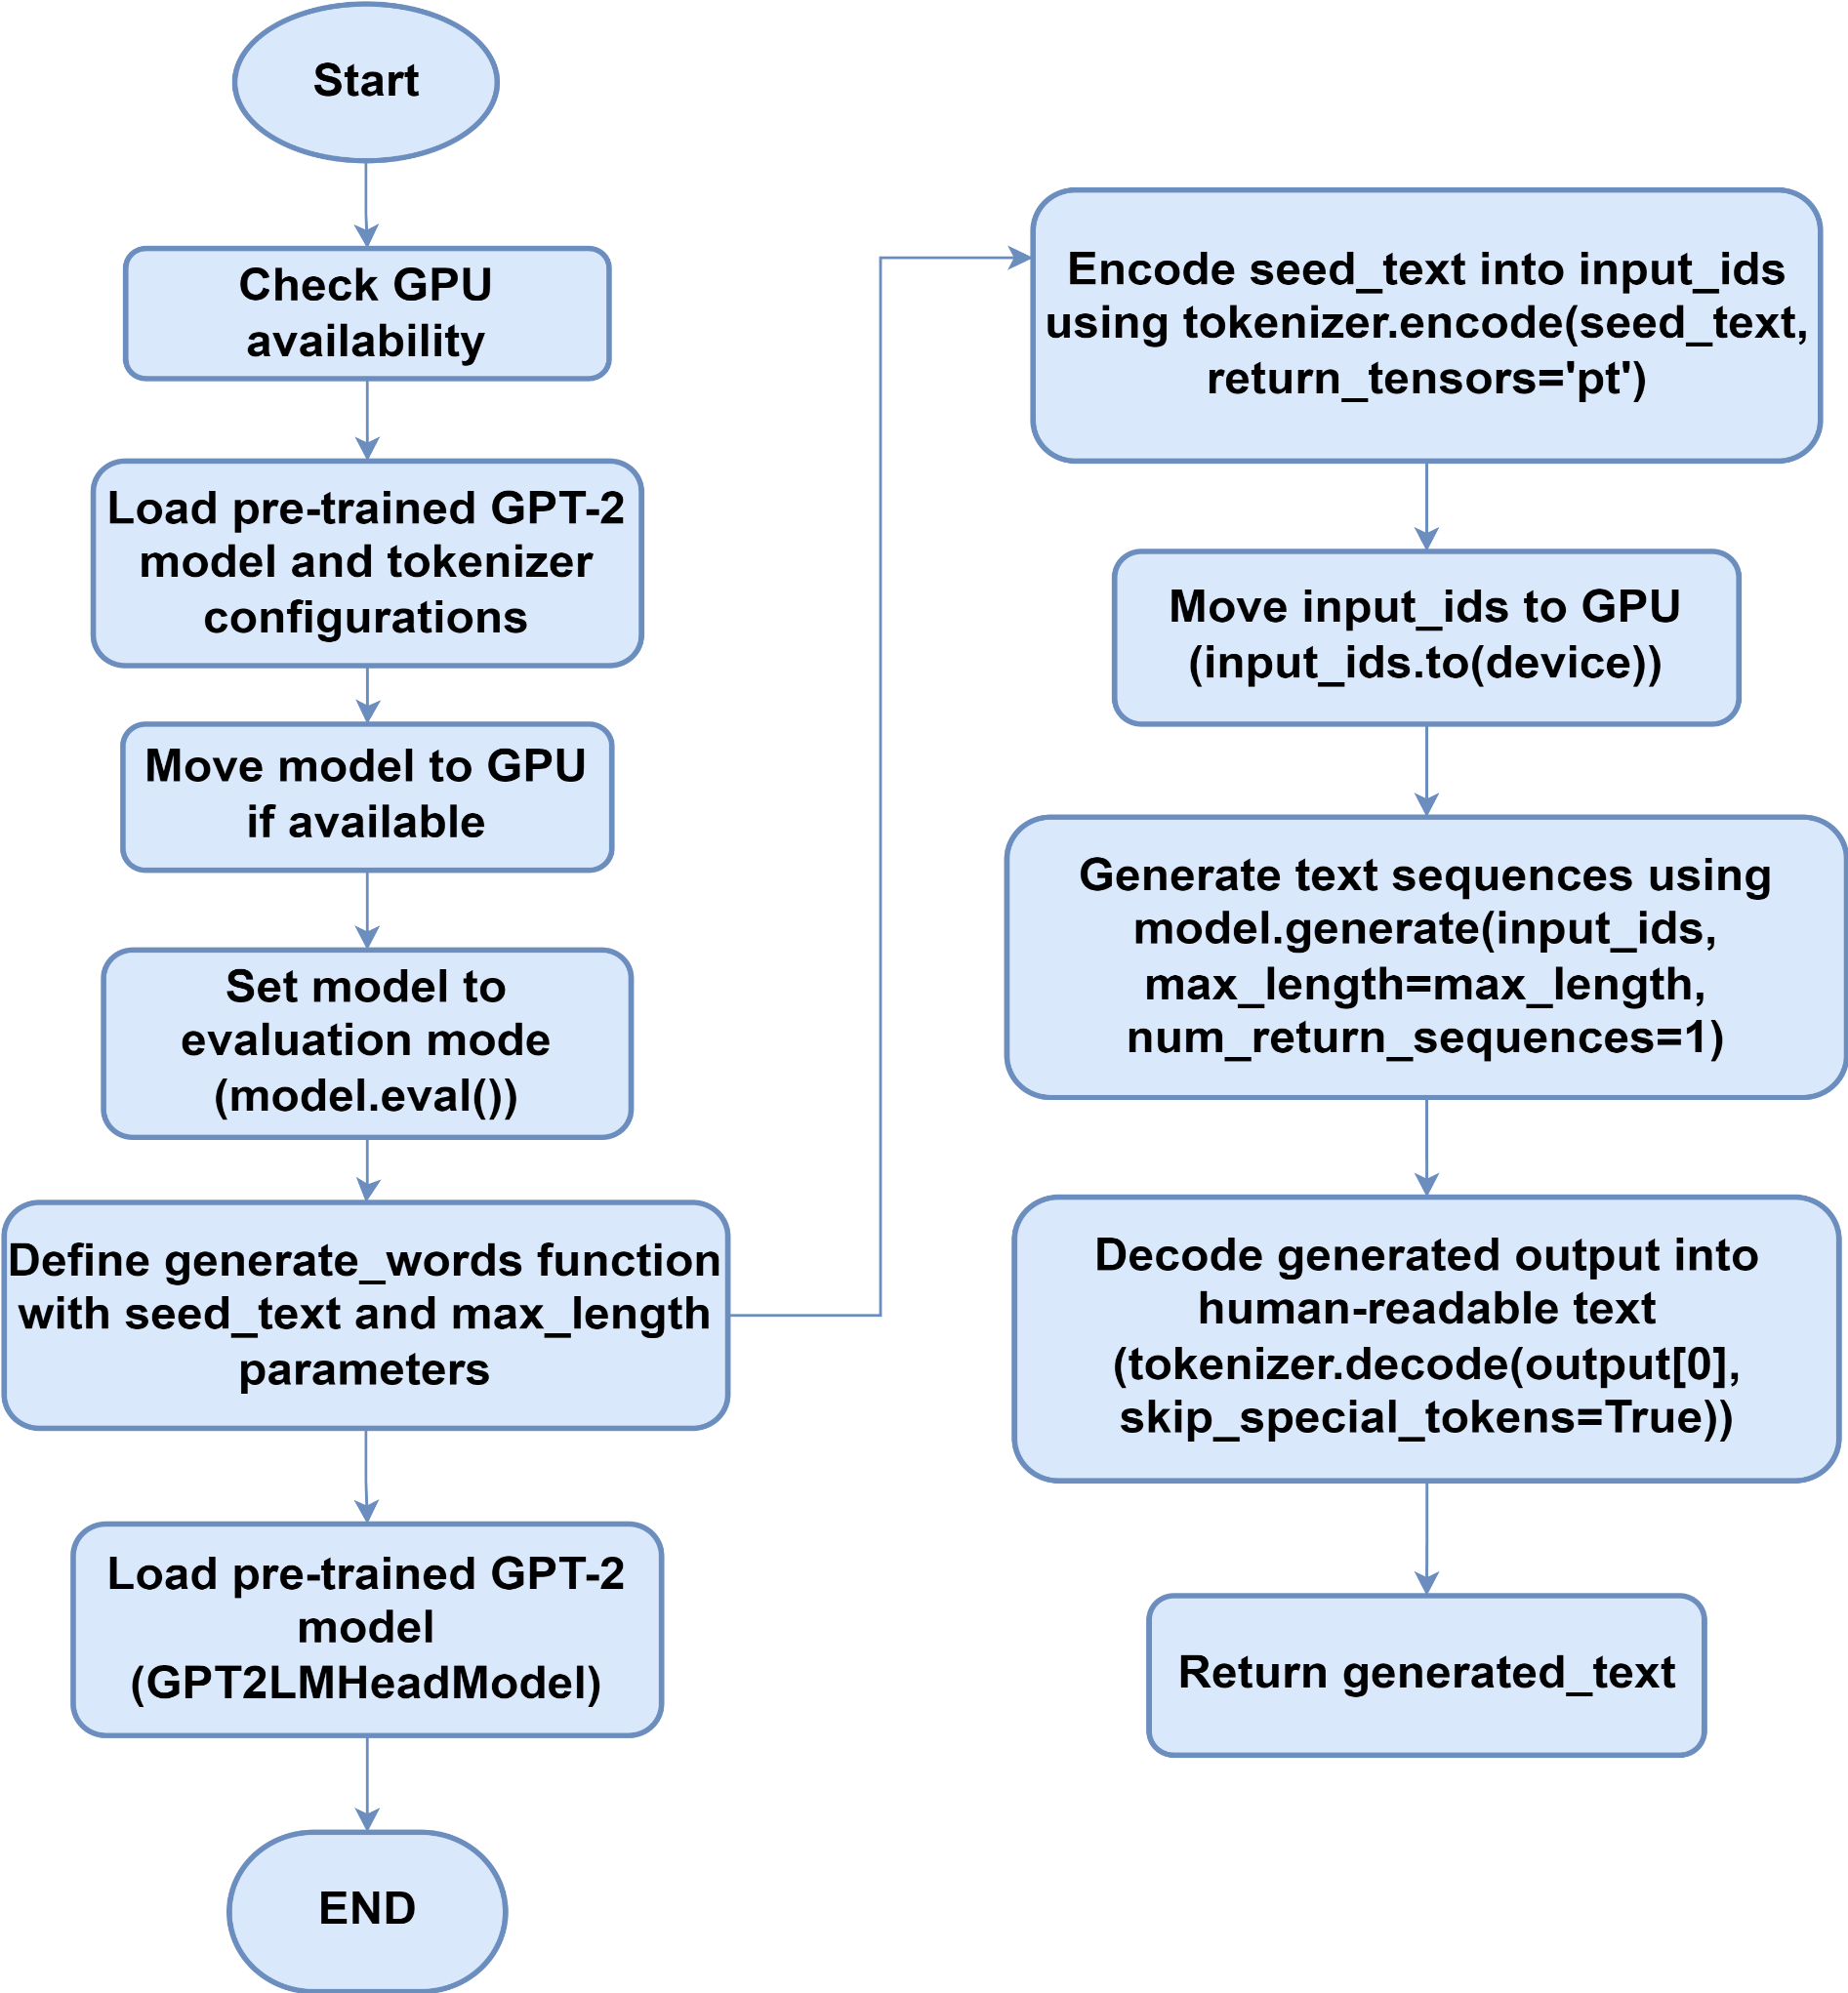 Start
Check GPU
availability
Load pre-trained GPT-2
model and tokenizer
configurations
Move model to GPU
if available
Set model to
evaluation mode
(model.eval())
Define generate_words function
with seed_text and max_length
parameters
Load pre-trained GPT-2
model
(GPT2LMHeadModel)
END
Encode seed_text into input_ids
using tokenizer.encode(seed_text,
return_tensors='pt')
Move input_ids to GPU
(input_ids.to(device))
Generate text sequences using
model.generate(input_ids,
max_length=max_length,
num_return_sequences=1)
Decode generated output into
human-readable text
(tokenizer.decode(output[0],
skip_special_tokens=True))
Return generated_text